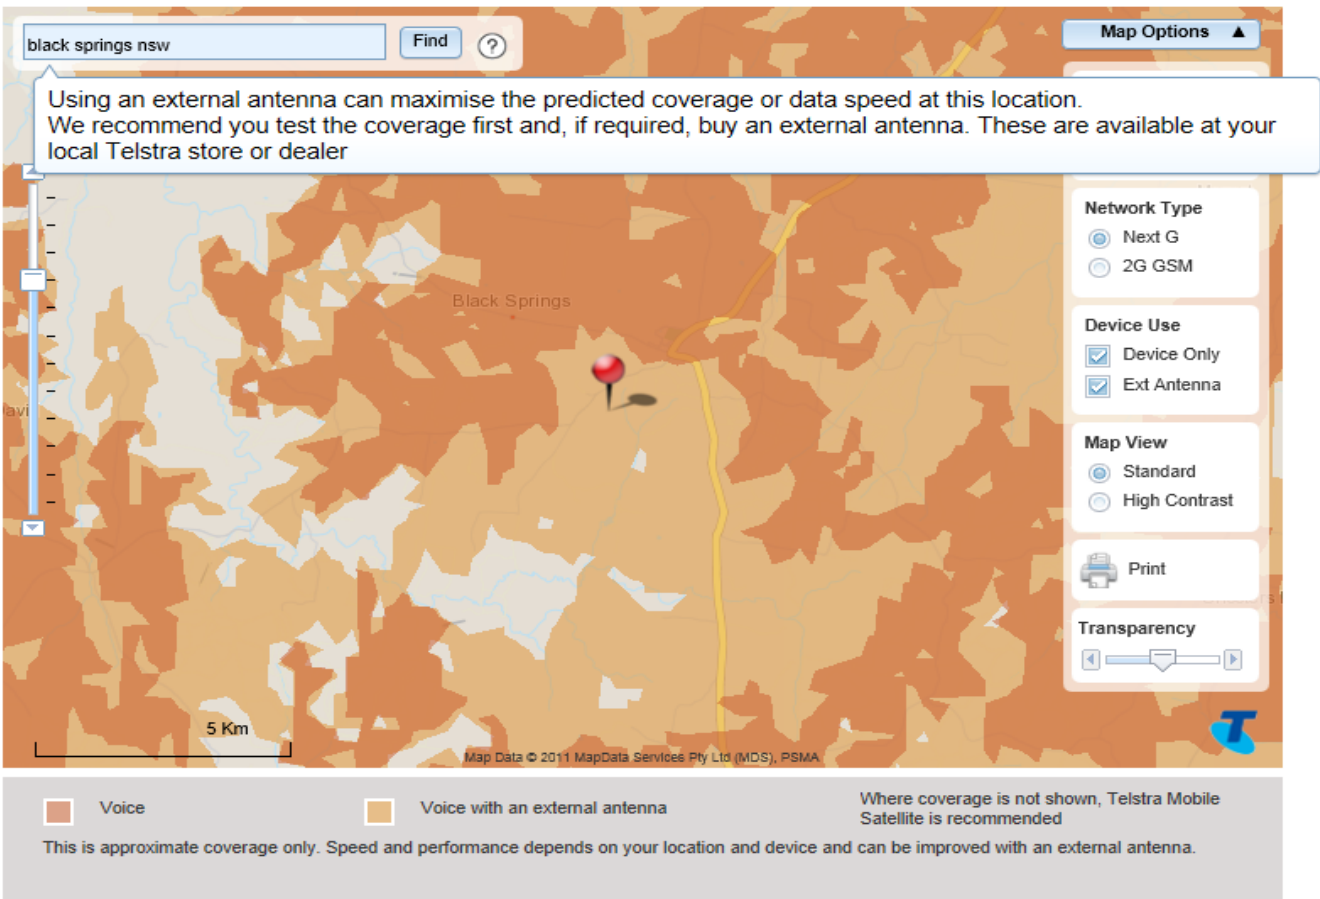 black springs nsw
Find
?
Map Options ▲
Using an external antenna can maximise the predicted coverage or data speed at this location.
We recommend you test the coverage first and, if required, buy an external antenna. These are available at your
local Telstra store or dealer
Network Type
Next G
2G GSM
Black Springs
Device Use
Device Only
Ext Antenna
avi
Map View
Standard
High Contrast
Print
Transparency
5 Km
T
Map Data © 2011 MapData Services Pty Ltd (MDS), PSMA
Voice
Voice with an external antenna
Where coverage is not shown, Telstra Mobile
Satellite is recommended
This is approximate coverage only. Speed and performance depends on your location and device and can be improved with an external antenna.